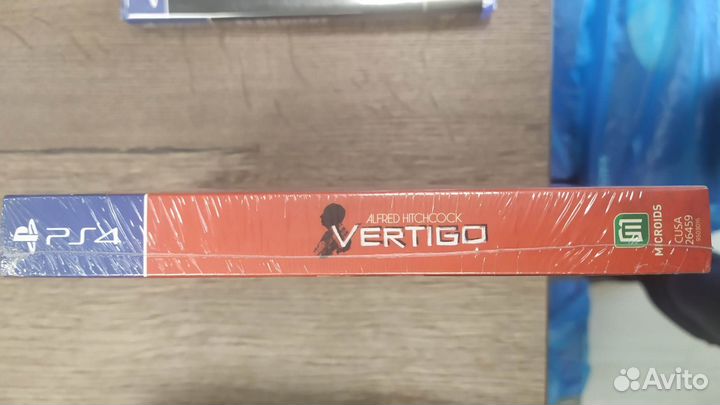 PS4
ALFRED HITCHCOCK
VERTIGO
MICROIDS
CUSA
26459
Avito